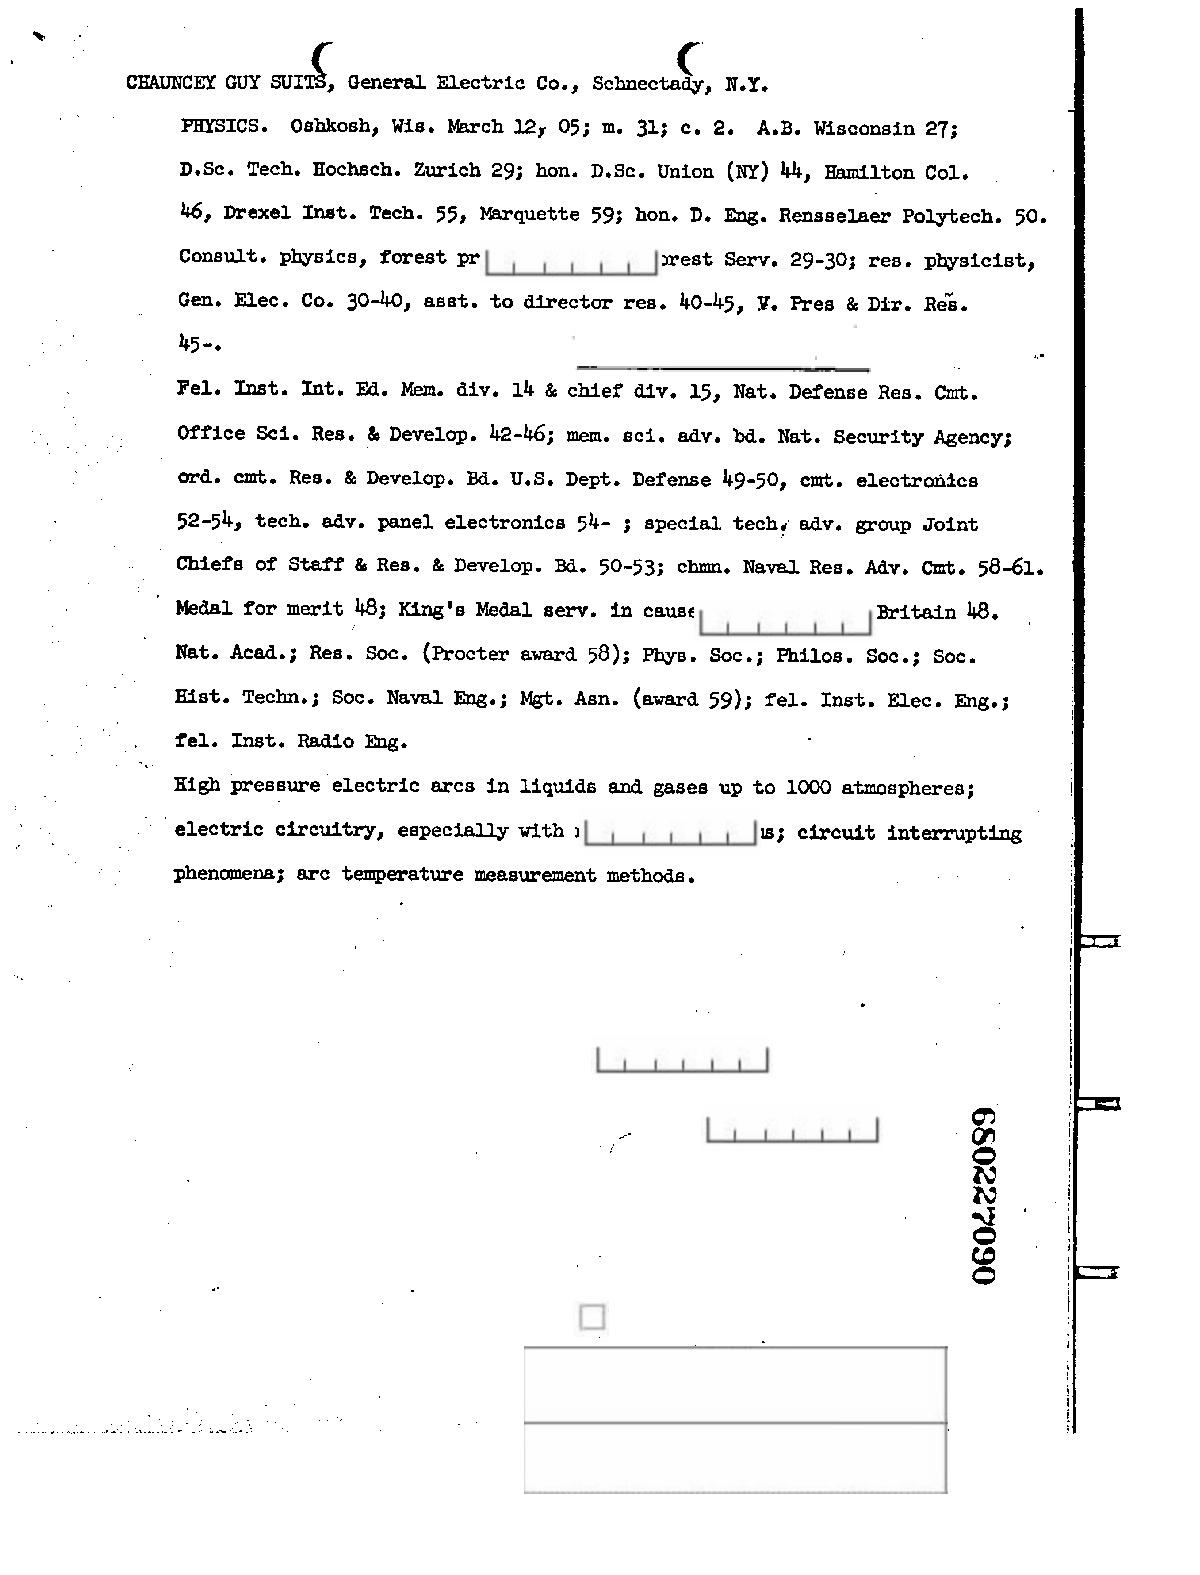 CHAUNCEY GUY SUITS, General Electric Co., Schnectady, N.Y.
PHYSICS. Oshkosh, Wis. March 12, 05; m. 31; c. 2. A.B. Wisconsin 27;
D.Sc. Tech. Hochsch. Zurich 29; hon. D.Sc. Union (NY) 44, Hamilton Col.
46, Drexel Inst. Tech. 55, Marquette 59; hon. D. Eng. Rensselaer Polytech. 50.
Consult. physics, forest Serv. 29-30; res. physicist,
Gen. Elec. Co. 30-40, asst. to director res. 40-45, V. Pres & Dir. Res.
45-.
Fel. Inst. Int. Ed. Mem. div. 14 & chief div. 15, Nat. Defense Res. Cmt.
Office Sci. Res. & Develop. 42-46; mem. sci. adv. bd. Nat. Security Agency;
ord. cmt. Res. & Develop. Bd. U.S. Dept. Defense 49-50, cmt. electronics
52-54, tech. adv. panel electronics 54- ; special tech. adv. group Joint
Chiefs of Staff & Res. & Develop. Bd. 50-53; chmn. Naval Res. Adv. Cmt. 58-61.
Medal for merit 48; King's Medal serv. in cause Britain 48.
Nat. Acad.; Res. Soc. (Procter award 58); Phys. Soc.; Philos. Soc.; Soc.
Hist. Techn.; Soc. Naval Eng.; Mgt. Asn. (award 59); fel. Inst. Elec. Eng.;
fel. Inst. Radio Eng.
High pressure electric arcs in liquids and gases up to 1000 atmospheres;
electric circuitry, especially with circuit interrupting
phenomena; arc temperature measurement methods.
680227090